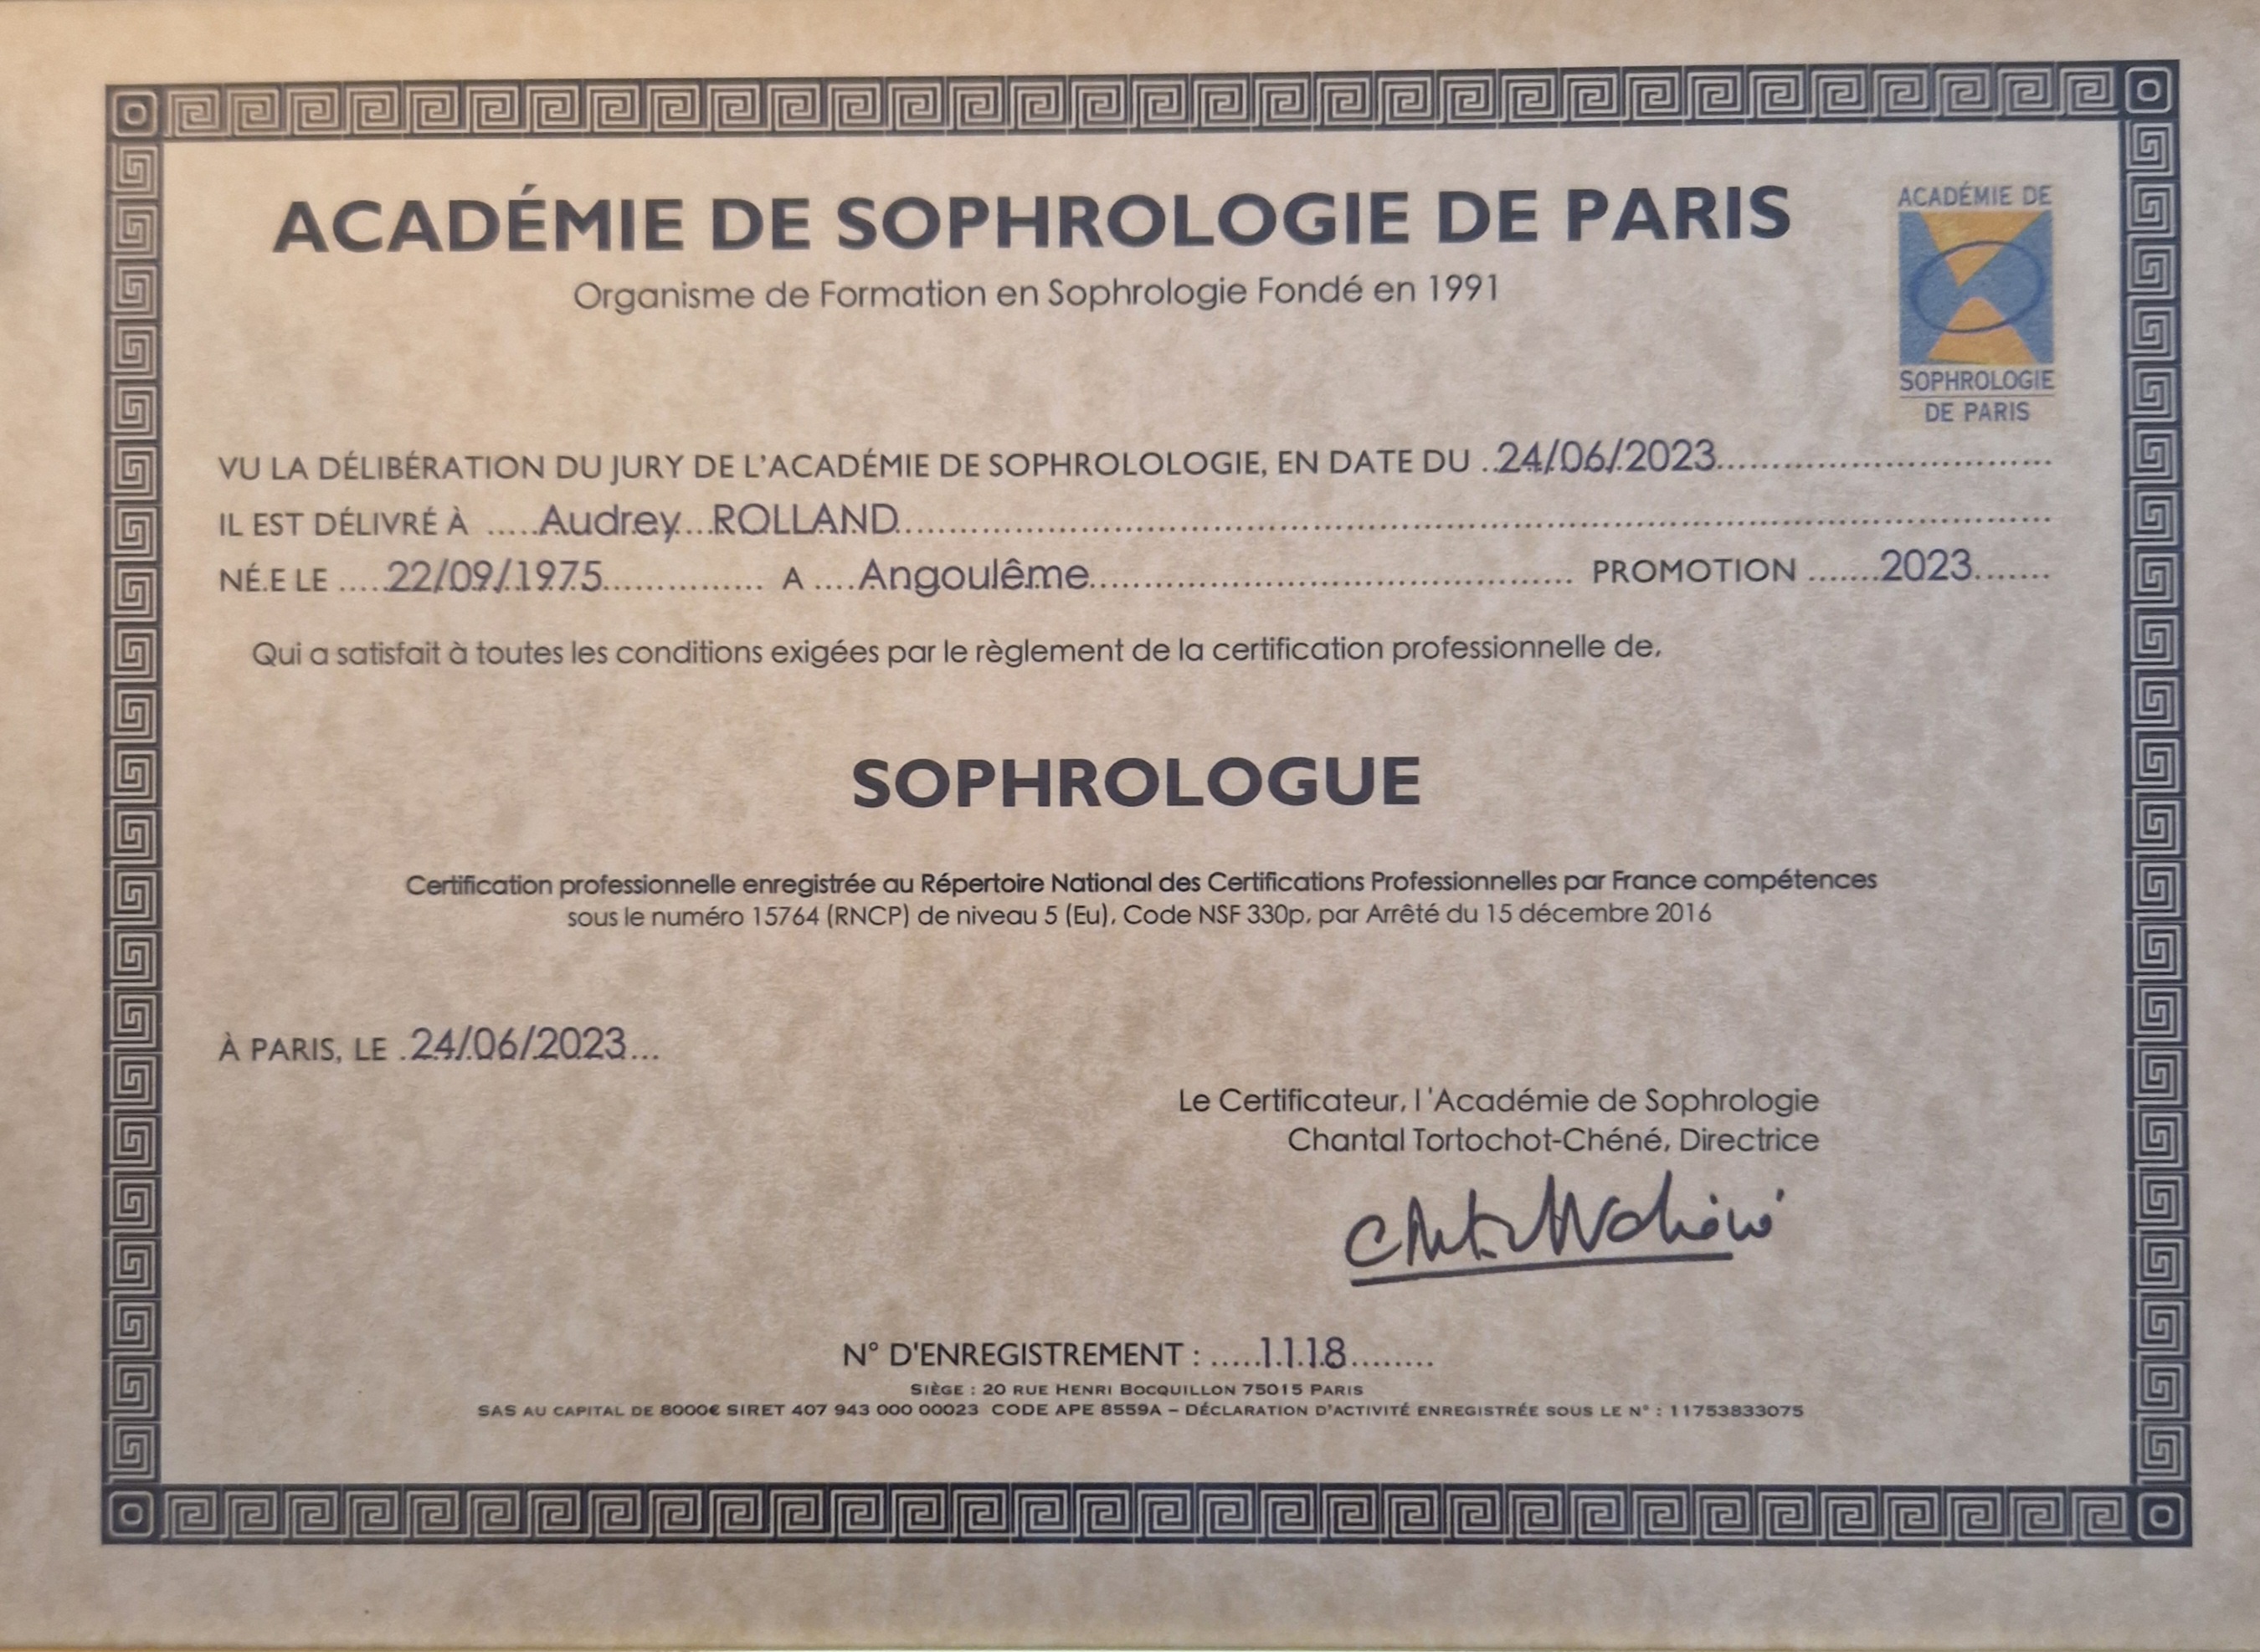 ACADÉMIE DE SOPHROLOGIE DE PARIS
Organisme de Formation en Sophrologie Fondé en 1991
ACADÉMIE DE
SOPHROLOGIE
DE PARIS
VU LA DÉLIBÉRATION DU JURY DE L'ACADÉMIE DE SOPHROLOLOGIE, EN DATE DU ..24/06/2023....................................
IL EST DÉLIVRÉ À .....Audrey...ROLLAND....................................
NÉ.E LE .....22/09/1975................ A ....Angoulême.................................... PROMOTION .......2023.......
Qui a satisfait à toutes les conditions exigées par le règlement de la certification professionnelle de,
SOPHROLOGUE
Certification professionnelle enregistrée au Répertoire National des Certifications Professionnelles par France compétences
sous le numéro 15764 (RNCP) de niveau 5 (Eu), Code NSF 330p, par Arrêté du 15 décembre 2016
À PARIS, LE .24/06/2023...
Le Certificateur, l 'Académie de Sophrologie
Chantal Tortochot-Chéné, Directrice
N° D'ENREGISTREMENT : .....1118........
SIÈGE : 20 RUE HENRI BOCQUILLON 75015 PARIS
SAS AU CAPITAL DE 8000€ SIRET 407 943 000 00023 CODE APE 8559A – DÉCLARATION D'ACTIVITÉ ENREGISTRÉE SOUS LE N° : 11753833075